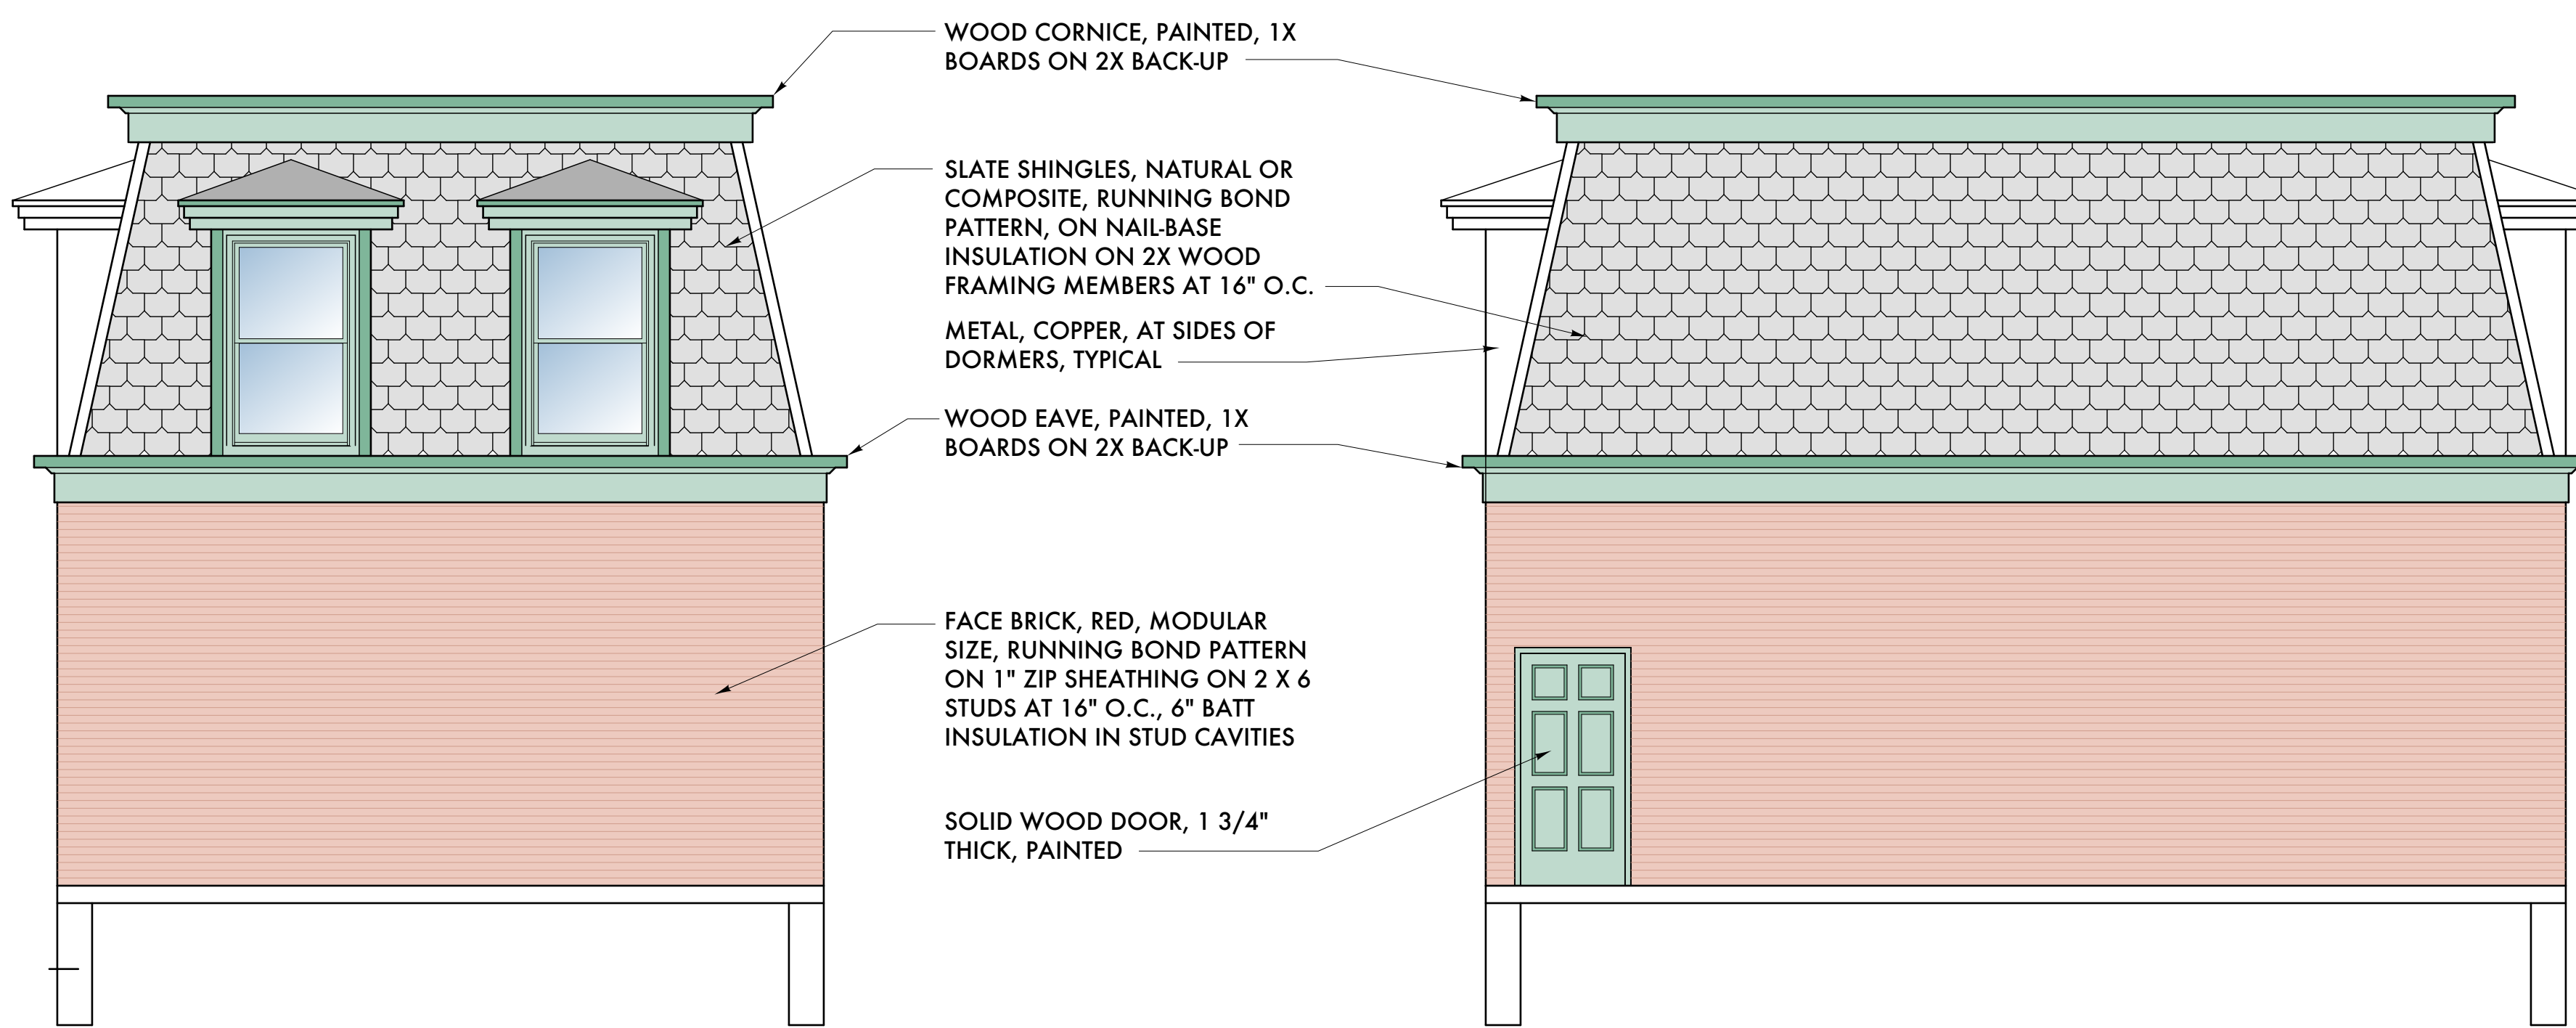 WOOD CORNICE, PAINTED, 1X
BOARDS ON 2X BACK-UP
SLATE SHINGLES, NATURAL OR
COMPOSITE, RUNNING BOND
PATTERN, ON NAIL-BASE
INSULATION ON 2X WOOD
FRAMING MEMBERS AT 16" O.C.
METAL, COPPER, AT SIDES OF
DORMERS, TYPICAL
WOOD EAVE, PAINTED, 1X
BOARDS ON 2X BACK-UP
FACE BRICK, RED, MODULAR
SIZE, RUNNING BOND PATTERN
ON 1" ZIP SHEATHING ON 2 X 6
STUDS AT 16" O.C., 6" BATT
INSULATION IN STUD CAVITIES
SOLID WOOD DOOR, 1 3/4"
THICK, PAINTED